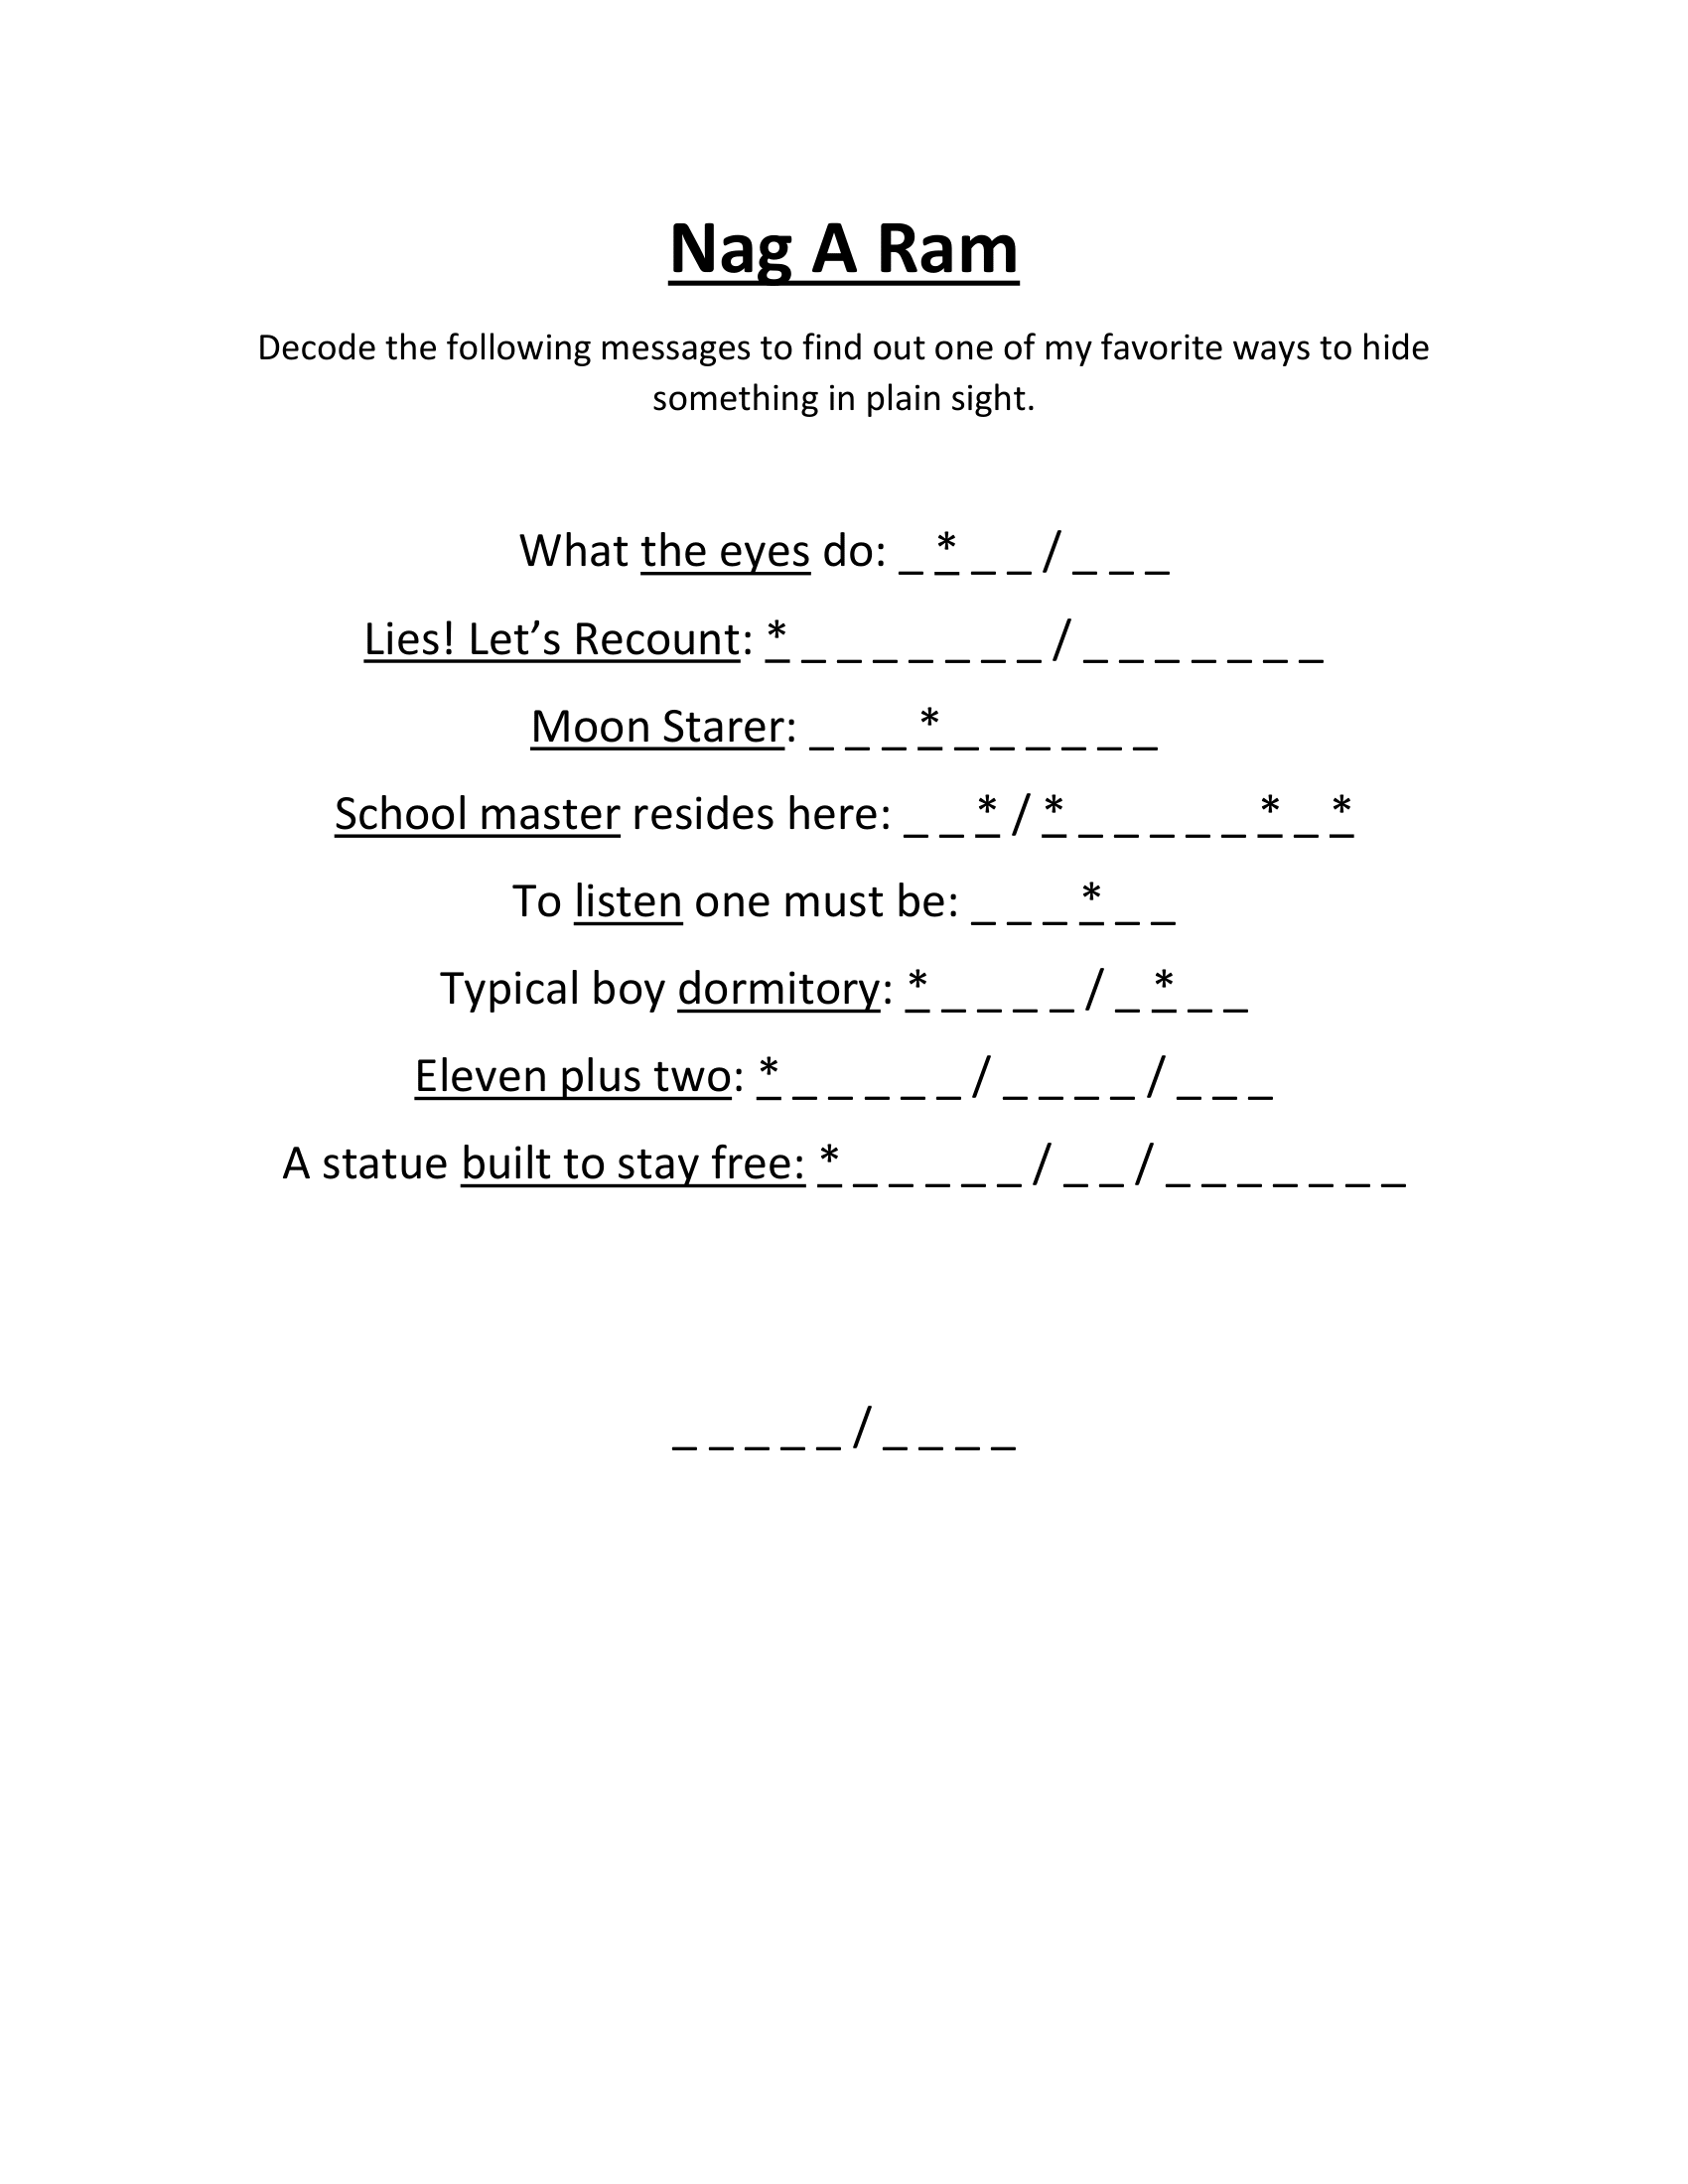 Nag A Ram
Decode the following messages to find out one of my favorite ways to hide
something in plain sight.
What the eyes do: _ * _ _ / _ _ _
Lies! Let’s Recount: * _ _ _ _ _ _ _ / _ _ _ _ _ _ _
Moon Starer: _ _ _ * _ _ _ _ _ _
School master resides here: _ _ * / * _ _ _ _ _ * _ *
To listen one must be: _ _ _ * _ _
Typical boy dormitory: * _ _ _ _ / _ * _ _
Eleven plus two: * _ _ _ _ _ / _ _ _ _ / _ _ _
A statue built to stay free: * _ _ _ _ _ / _ _ / _ _ _ _ _ _ _
_ _ _ _ _ / _ _ _ _